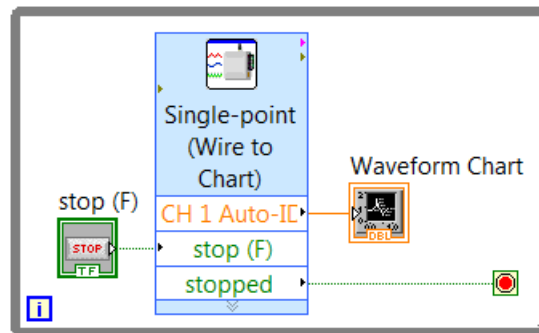 Single-point
(Wire to
Chart)
Waveform Chart
stop (F)
CH 1 Auto-ID
DBL
STOP
stop (F)
TF
stopped
i